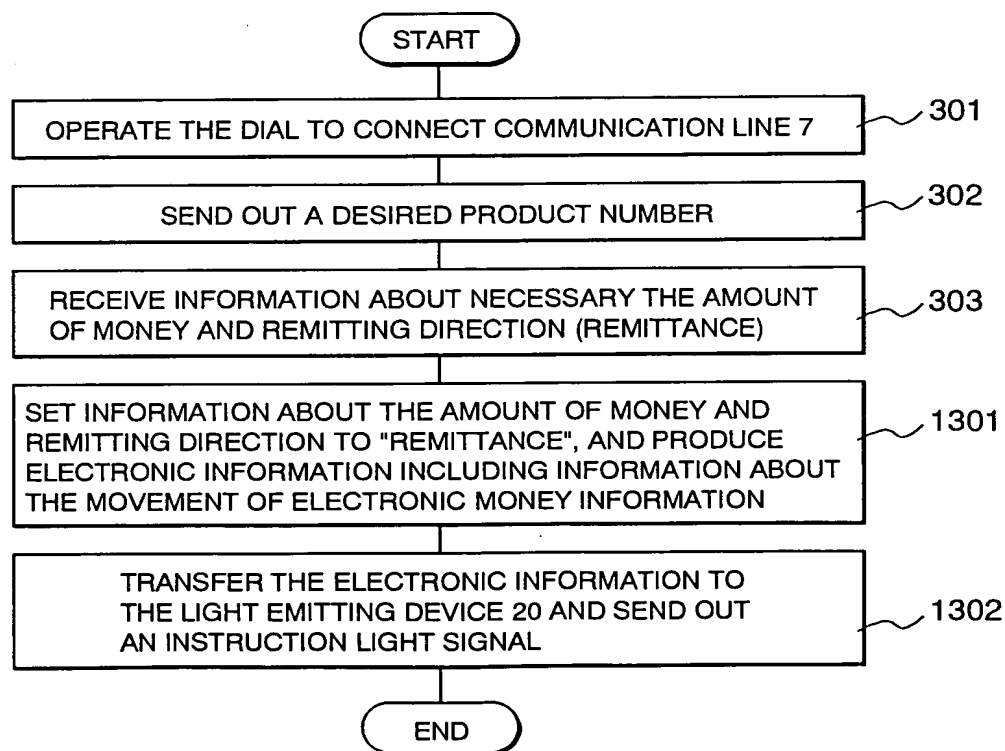 START
OPERATE THE DIAL TO CONNECT COMMUNICATION LINE 7
301
SEND OUT A DESIRED PRODUCT NUMBER
302
RECEIVE INFORMATION ABOUT NECESSARY THE AMOUNT
OF MONEY AND REMITTING DIRECTION (REMITTANCE)
303
SET INFORMATION ABOUT THE AMOUNT OF MONEY AND
REMITTING DIRECTION TO "REMITTANCE", AND PRODUCE
ELECTRONIC INFORMATION INCLUDING INFORMATION ABOUT
THE MOVEMENT OF ELECTRONIC MONEY INFORMATION
1301
TRANSFER THE ELECTRONIC INFORMATION TO
THE LIGHT EMITTING DEVICE 20 AND SEND OUT
AN INSTRUCTION LIGHT SIGNAL
1302
END